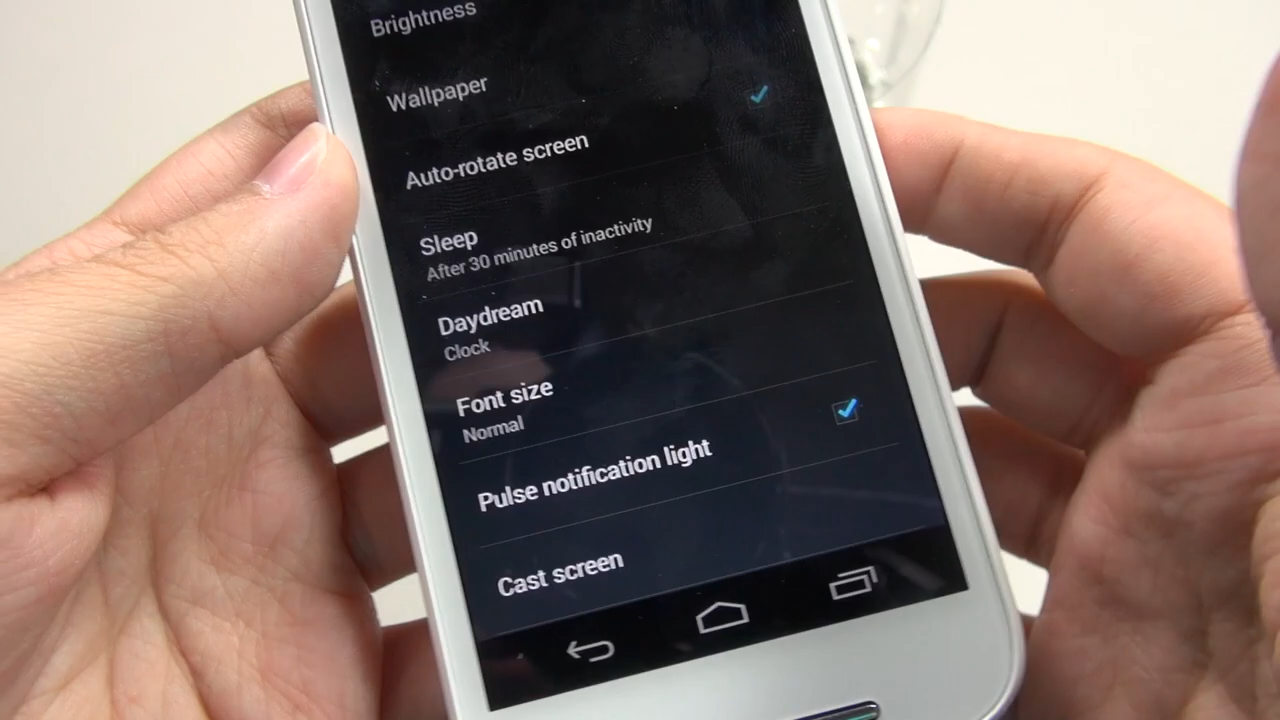 Brightness
Wallpaper
Auto-rotate screen
Sleep
After 30 minutes of inactivity
Daydream
Clock
Font size
Normal
Pulse notification light
Cast screen